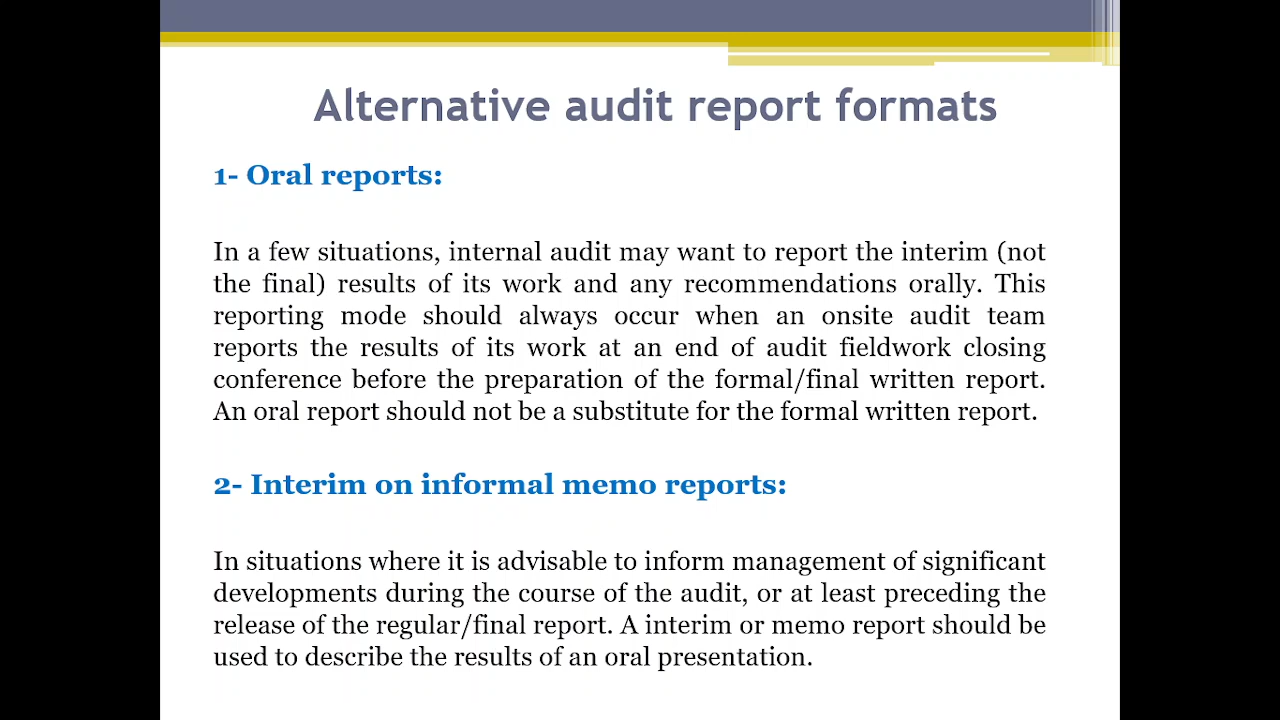 Alternative audit report formats
1- Oral reports:
In a few situations, internal audit may want to report the interim (not
the final) results of its work and any recommendations orally. This
reporting mode should always occur when an onsite audit team
reports the results of its work at an end of audit fieldwork closing
conference before the preparation of the formal/final written report.
An oral report should not be a substitute for the formal written report.
2- Interim on informal memo reports:
In situations where it is advisable to inform management of significant
developments during the course of the audit, or at least preceding the
release of the regular/final report. A interim or memo report should be
used to describe the results of an oral presentation.